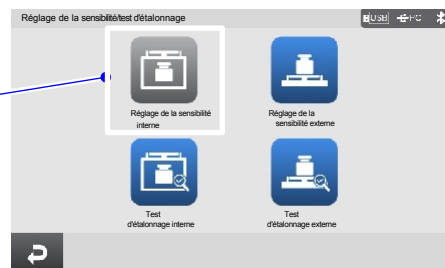 Réglage de la sensibilité/test d'étalonnage
USB PC
Réglage de la sensibilité
interne
Réglage de la
sensibilité externe
Test
d'étalonnage interne
Test
d'étalonnage externe